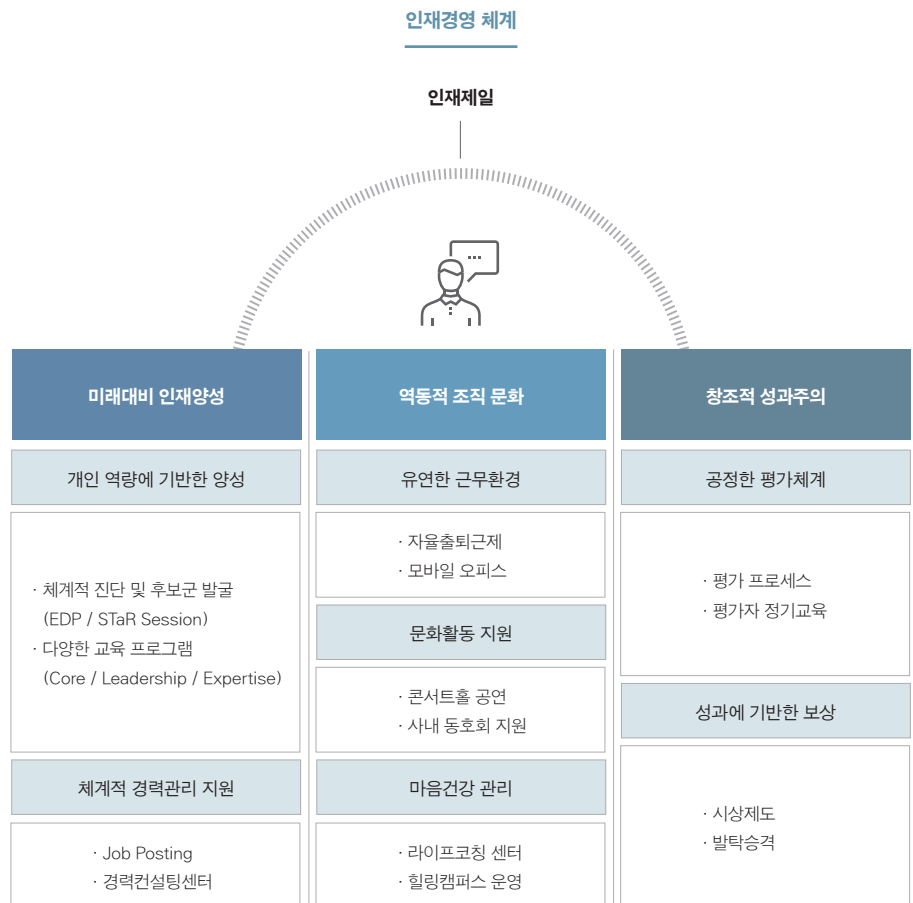 인재경영 체계
인재제일
미래대비 인재양성
개인 역량에 기반한 양성
· 체계적 진단 및 후보군 발굴
(EDP / STaR Session)
· 다양한 교육 프로그램
(Core / Leadership / Expertise)
체계적 경력관리 지원
· Job Posting
· 경력컨설팅센터
역동적 조직 문화
유연한 근무환경
· 자율출퇴근제
· 모바일 오피스
문화활동 지원
· 콘서트홀 공연
· 사내 동호회 지원
마음건강 관리
· 라이프코칭 센터
· 힐링캠퍼스 운영
창조적 성과주의
공정한 평가체계
· 평가 프로세스
· 평가자 정기교육
성과에 기반한 보상
· 시상제도
· 발탁승격